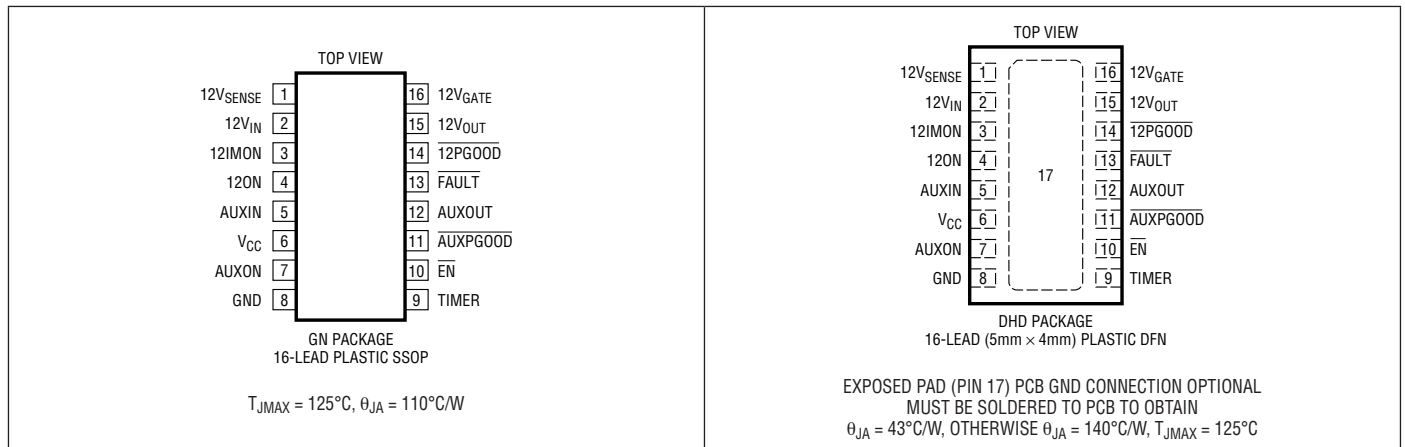 TOP VIEW
12VSENSE 1 16 12VGATE
12VIN 2 15 12VOUT
12IMON 3 14 12PGOOD
12ON 4 13 FAULT
AUXIN 5 12 AUXOUT
VCC 6 11 AUXPGOOD
AUXON 7 10 EN
GND 8 9 TIMER
GN PACKAGE
16-LEAD PLASTIC SSOP
TJMAX = 125°C, θJA = 110°C/W
TOP VIEW
12VSENSE 1 16 12VGATE
12VIN 2 15 12VOUT
12IMON 3 14 12PGOOD
12ON 4 13 FAULT
17
AUXIN 5 12 AUXOUT
VCC 6 11 AUXPGOOD
AUXON 7 10 EN
GND 8 9 TIMER
DHD PACKAGE
16-LEAD (5mm × 4mm) PLASTIC DFN
EXPOSED PAD (PIN 17) PCB GND CONNECTION OPTIONAL
MUST BE SOLDERED TO PCB TO OBTAIN
θJA = 43°C/W, OTHERWISE θJA = 140°C/W, TJMAX = 125°C